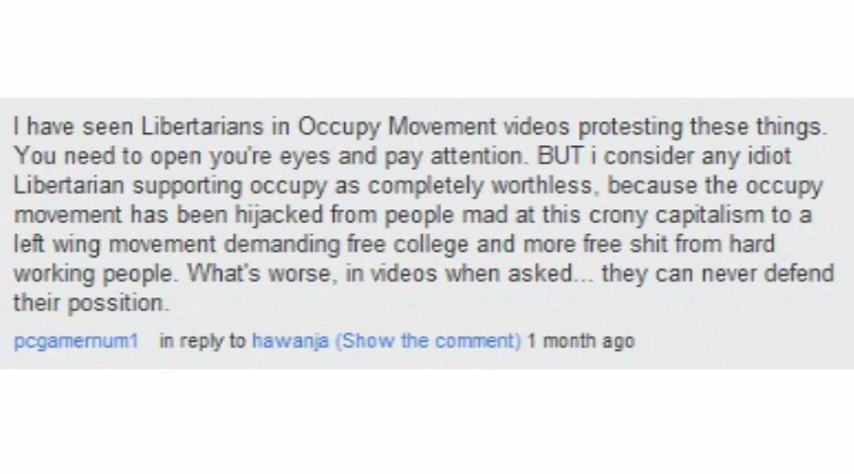 I have seen Libertarians in Occupy Movement videos protesting these things.
You need to open you're eyes and pay attention. BUT i consider any idiot
Libertarian supporting occupy as completely worthless, because the occupy
movement has been hijacked from people mad at this crony capitalism to a
left wing movement demanding free college and more free shit from hard
working people. What's worse, in videos when asked... they can never defend
their possition.
pcgamernum1 in reply to hawanja (Show the comment) 1 month ago